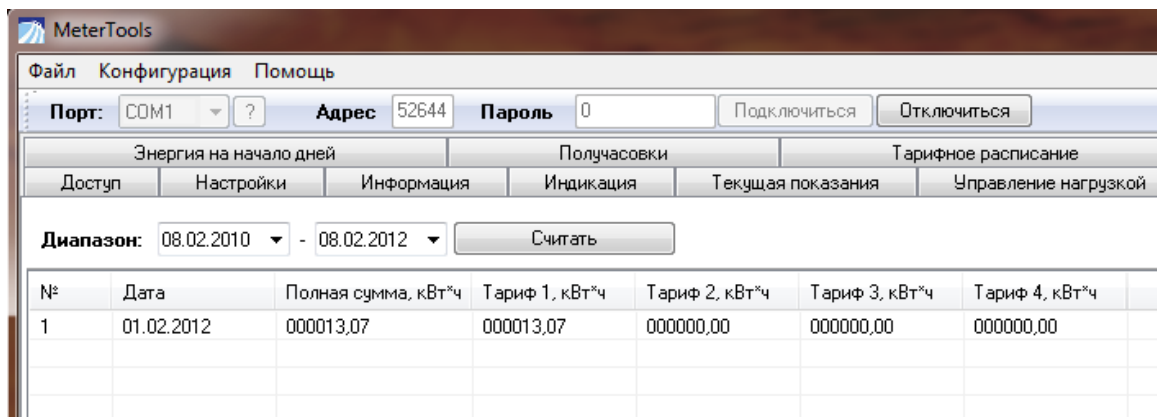 MeterTools
Файл Конфигурация Помощь
Порт: COM1 ? Адрес 52644 Пароль 0 Подключиться Отключиться
Энергия на начало дней Получасовки Тарифное расписание
Доступ Настройки Информация Индикация Текущая показания Управление нагрузкой
Диапазон: 08.02.2010 - 08.02.2012 Считать
№ Дата Полная сумма, кВт*ч Тариф 1, кВт*ч Тариф 2, кВт*ч Тариф 3, кВт*ч Тариф 4, кВт*ч
1 01.02.2012 000013,07 000013,07 000000,00 000000,00 000000,00